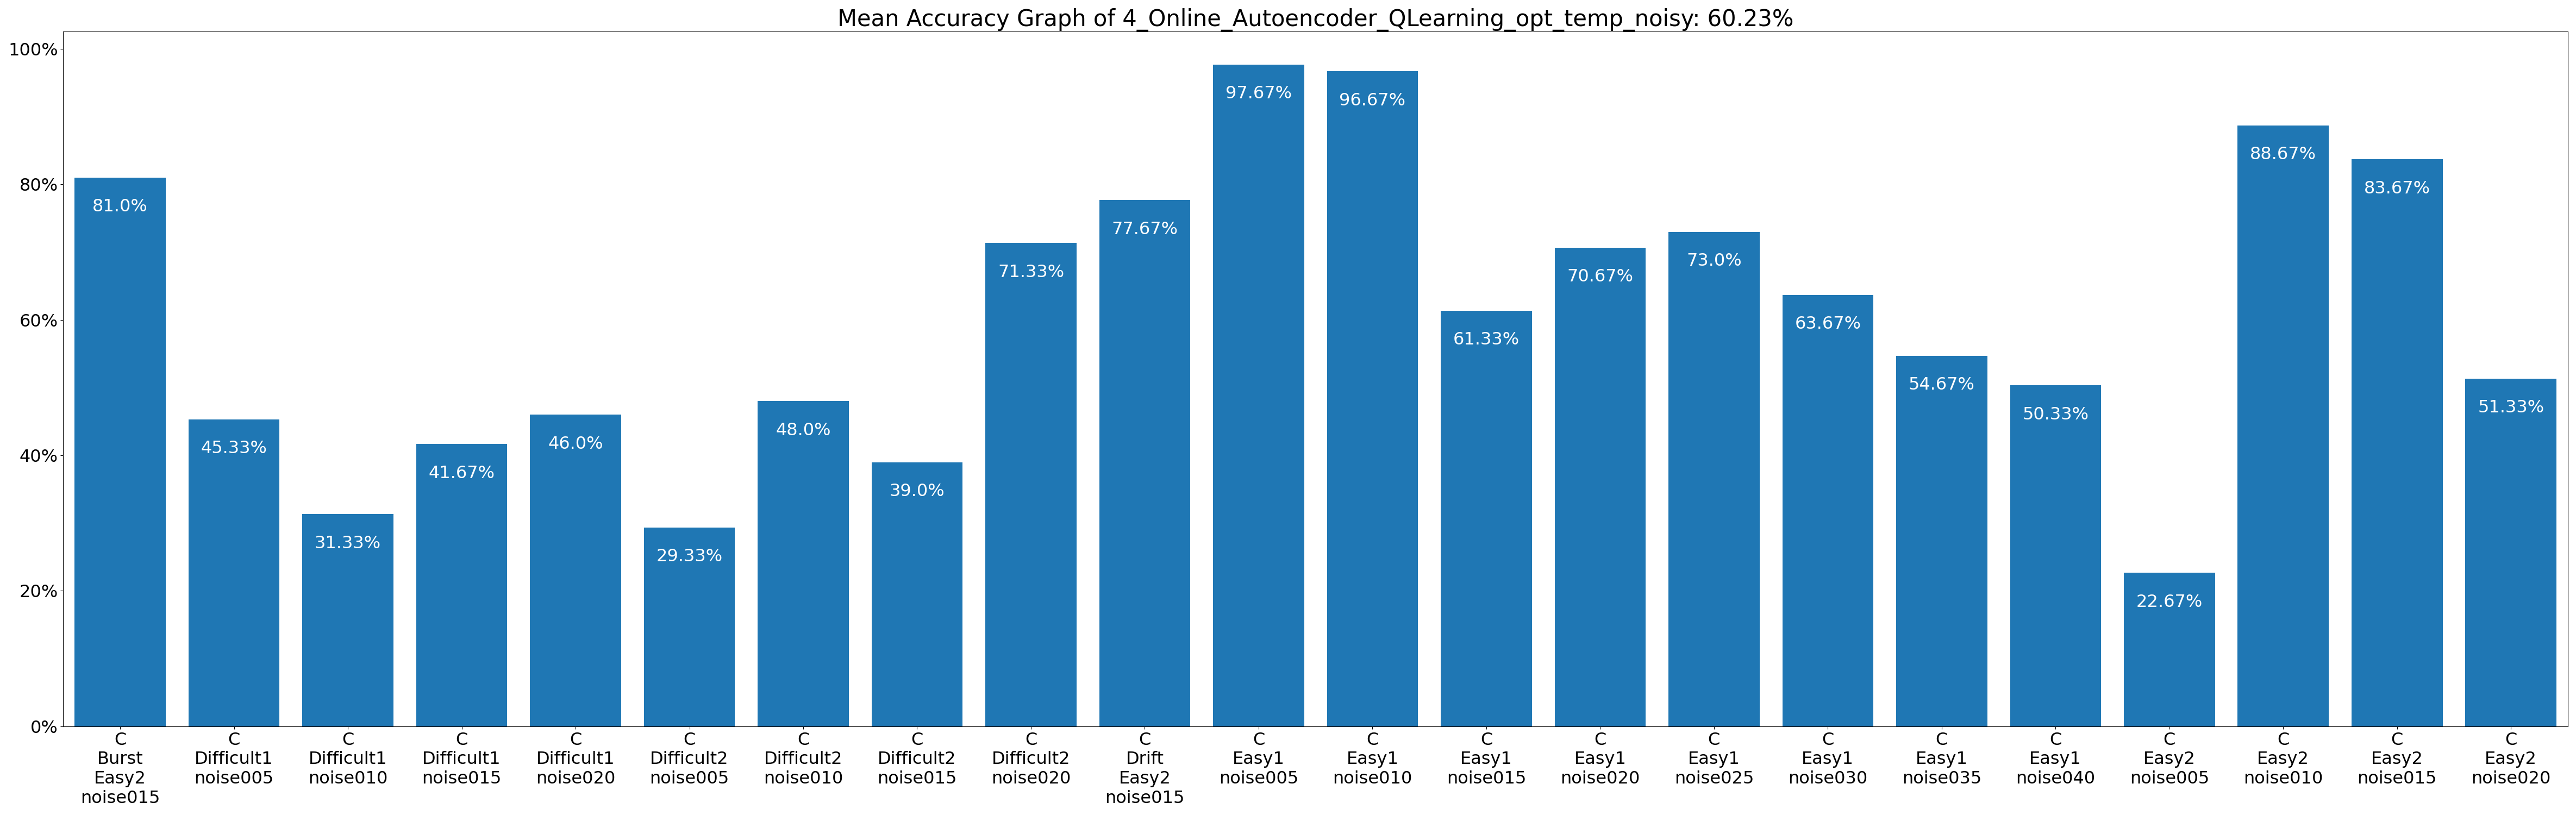 Mean Accuracy Graph of 4_Online_Autoencoder_QLearning_opt_temp_noisy: 60.23%
100%
80%
60%
40%
20%
0%
81.0%
45.33%
31.33%
41.67%
46.0%
29.33%
48.0%
39.0%
71.33%
77.67%
97.67%
96.67%
61.33%
70.67%
73.0%
63.67%
54.67%
50.33%
22.67%
88.67%
83.67%
51.33%
C
Burst
Easy2
noise015
C
Difficult1
noise005
C
Difficult1
noise010
C
Difficult1
noise015
C
Difficult1
noise020
C
Difficult2
noise005
C
Difficult2
noise010
C
Difficult2
noise015
C
Difficult2
noise020
C
Drift
Easy2
noise015
C
Easy1
noise005
C
Easy1
noise010
C
Easy1
noise015
C
Easy1
noise020
C
Easy1
noise025
C
Easy1
noise030
C
Easy1
noise035
C
Easy1
noise040
C
Easy2
noise005
C
Easy2
noise010
C
Easy2
noise015
C
Easy2
noise020